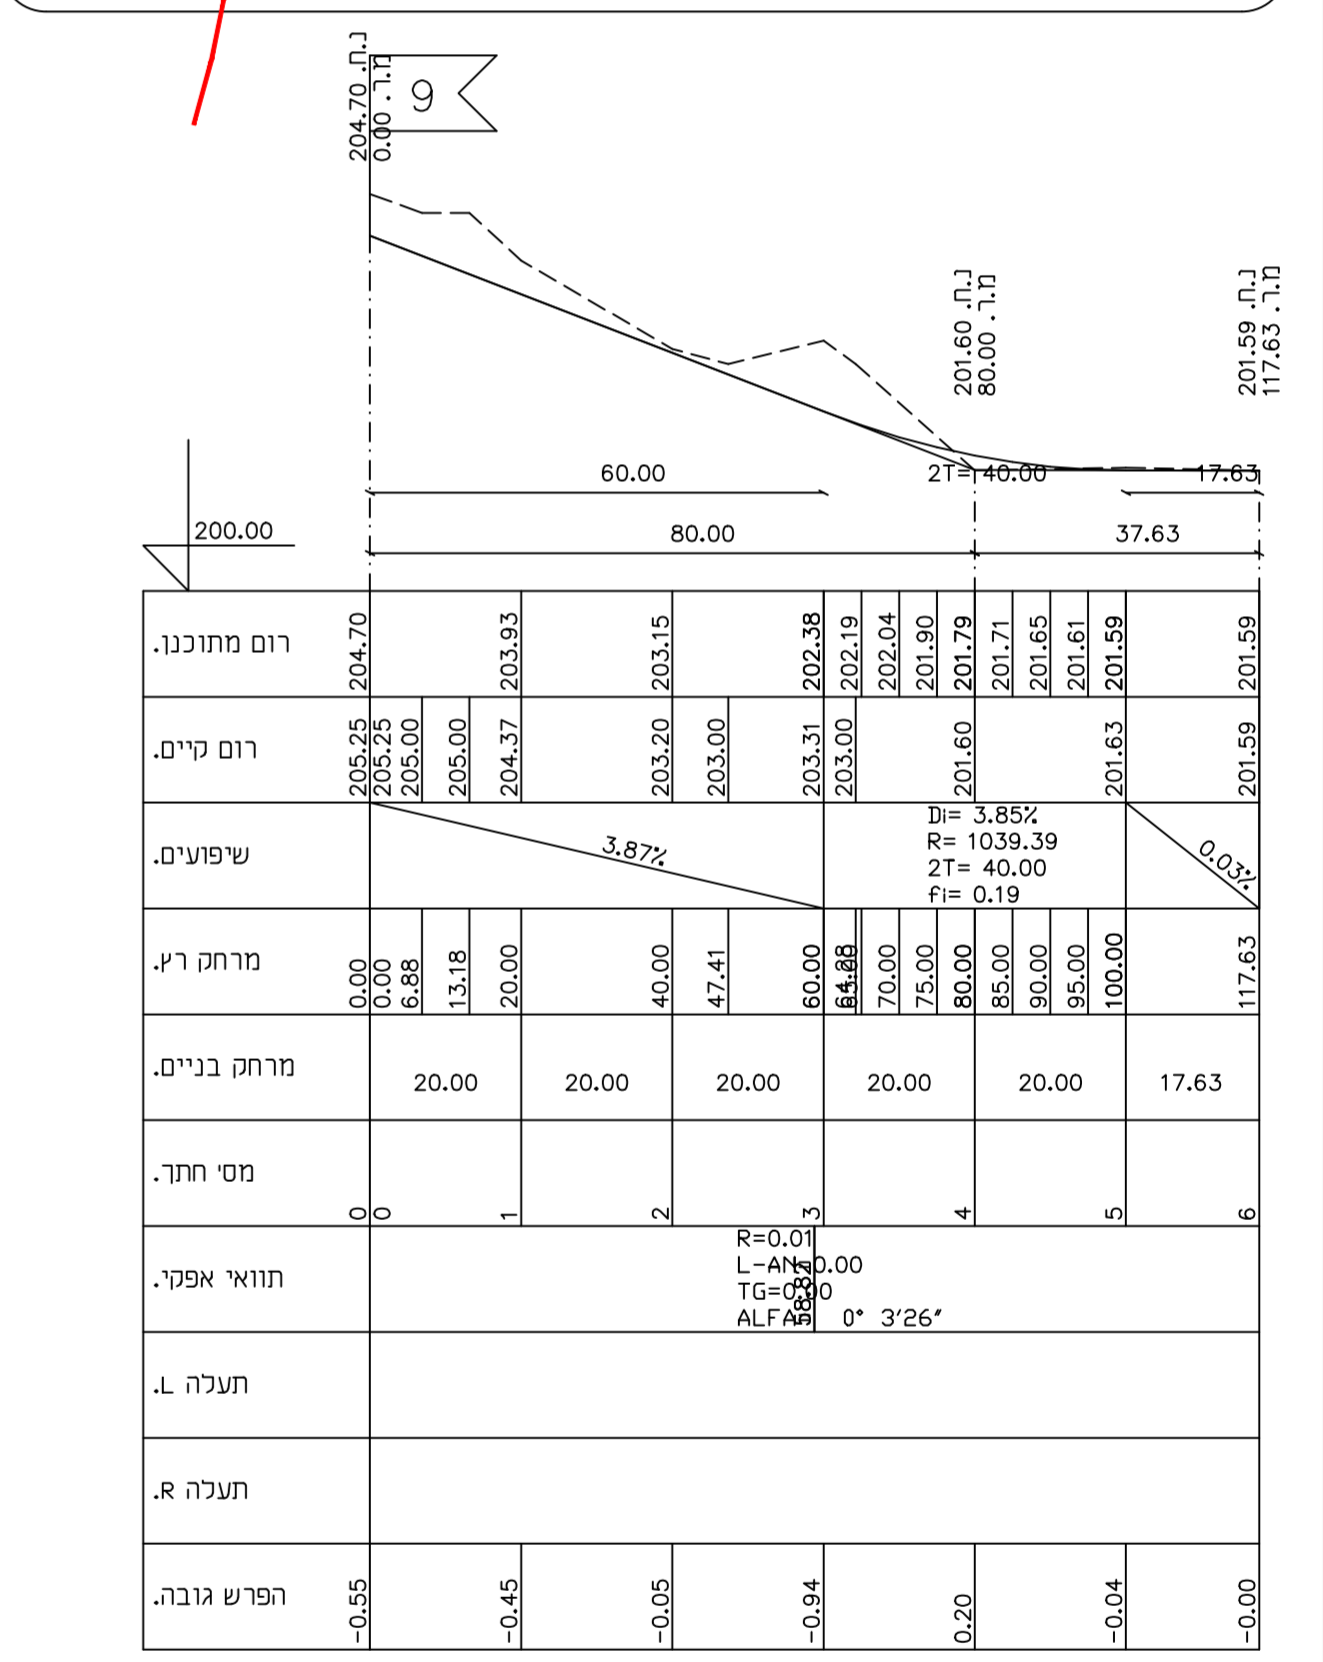 נ.ח. 204.70
מ.ר. 0.00
9
נ.ח. 201.60
מ.ר. 80.00
נ.ח. 201.59
מ.ר. 117.63
60.00
2T= 40.00
17.63
200.00
80.00
37.63
רום מתוכנן.
204.70 203.93 203.15 202.38 202.19 202.04 201.90 201.79 201.71 201.65 201.61 201.59 201.59
רום קיים.
205.25 205.25 205.00 205.00 204.37 203.20 203.00 203.31 203.00 201.60 201.63 201.59
שיפועים.
3.87%
Di= 3.85%
R= 1039.39
2T= 40.00
fi= 0.19
0.03%
מרחק רץ.
0.00 0.00 6.88 13.18 20.00 40.00 47.41 60.00 70.00 75.00 80.00 85.00 90.00 95.00 100.00 117.63
מרחק בניים.
20.00 20.00 20.00 20.00 20.00 17.63
מסי חתך.
0 0 1 2 3 4 5 6
תוואי אפקי.
R=0.01
L-AN 0.00
TG=0.00
ALFA 0° 3'26"
תעלה L.
תעלה R.
הפרש גובה.
-0.55 -0.45 -0.05 -0.94 0.20 -0.04 -0.00